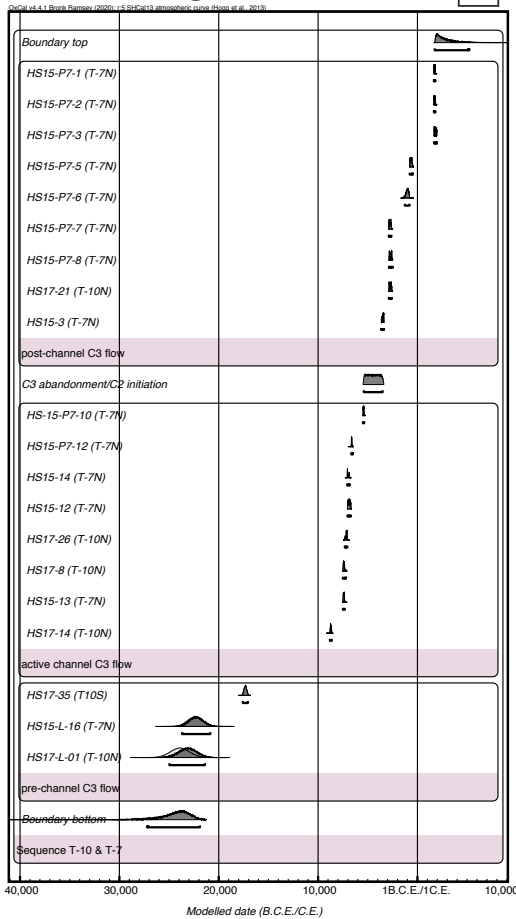 OxCal v4.4.1 Bronk Ramsey (2020); r:5 SHCal13 atmospheric curve (Hogg et al., 2013)
Boundary top
HS15-P7-1 (T-7N)
HS15-P7-2 (T-7N)
HS15-P7-3 (T-7N)
HS15-P7-5 (T-7N)
HS15-P7-6 (T-7N)
HS15-P7-7 (T-7N)
HS15-P7-8 (T-7N)
HS17-21 (T-10N)
HS15-3 (T-7N)
post-channel C3 flow
C3 abandonment/C2 initiation
HS-15-P7-10 (T-7N)
HS15-P7-12 (T-7N)
HS15-14 (T-7N)
HS15-12 (T-7N)
HS17-26 (T-10N)
HS17-8 (T-10N)
HS15-13 (T-7N)
HS17-14 (T-10N)
active channel C3 flow
HS17-35 (T10S)
HS15-L-16 (T-7N)
HS17-L-01 (T-10N)
pre-channel C3 flow
Boundary bottom
Sequence T-10 & T-7
40,000 30,000 20,000 10,000 1B.C.E./1C.E. 10,000
Modelled date (B.C.E./C.E.)